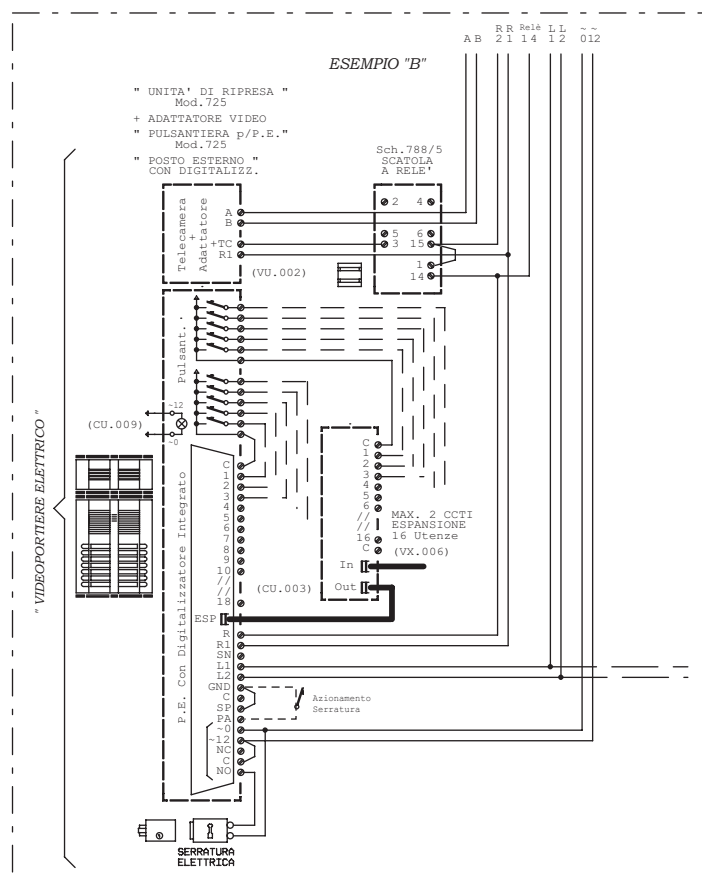 R R Relè L L ~ ~
A B 2 1 1 4 1 2 0 12
ESEMPIO "B"
" UNITA' DI RIPRESA "
Mod.725
+ ADATTATORE VIDEO
" PULSANTIERA p/P.E."
Mod.725
" POSTO ESTERNO "
CON DIGITALIZZ.
Sch.788/5
SCATOLA
A RELE'
2 4
5 6
3 15
1
14
Telecamera
+
Adattatore
A
B
+TC
R1
(VU.002)
Pulsant.
~12
(CU.009)
~0
" VIDEOPORTIERE ELETTRICO "
P.E. Con Digitalizzatore Integrato
C
1
2
3
4
5
6
7
8
9
10
//
//
18
ESP
R
R1
SN
L1
L2
GND
C
SP
PA
~0
~12
NC
C
NO
C
1
2
3
4
5
6
//
//
16
C
In
Out
MAX. 2 CCTI
ESPANSIONE
16 Utenze
(VX.006)
(CU.003)
Azionamento
Serratura
SERRATURA
ELETTRICA